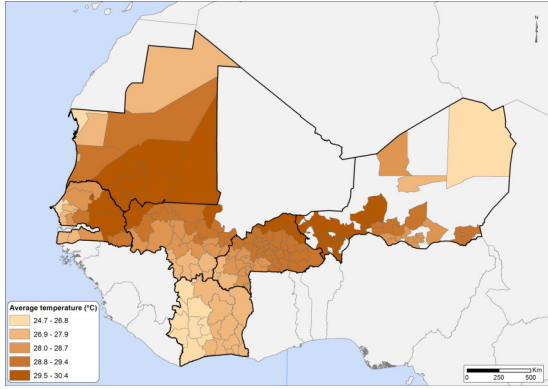 N
Average temperature (°C)
24.7 - 26.8
26.9 - 27.9
28.0 - 28.7
28.8 - 29.4
29.5 - 30.4
Km
0 250 500